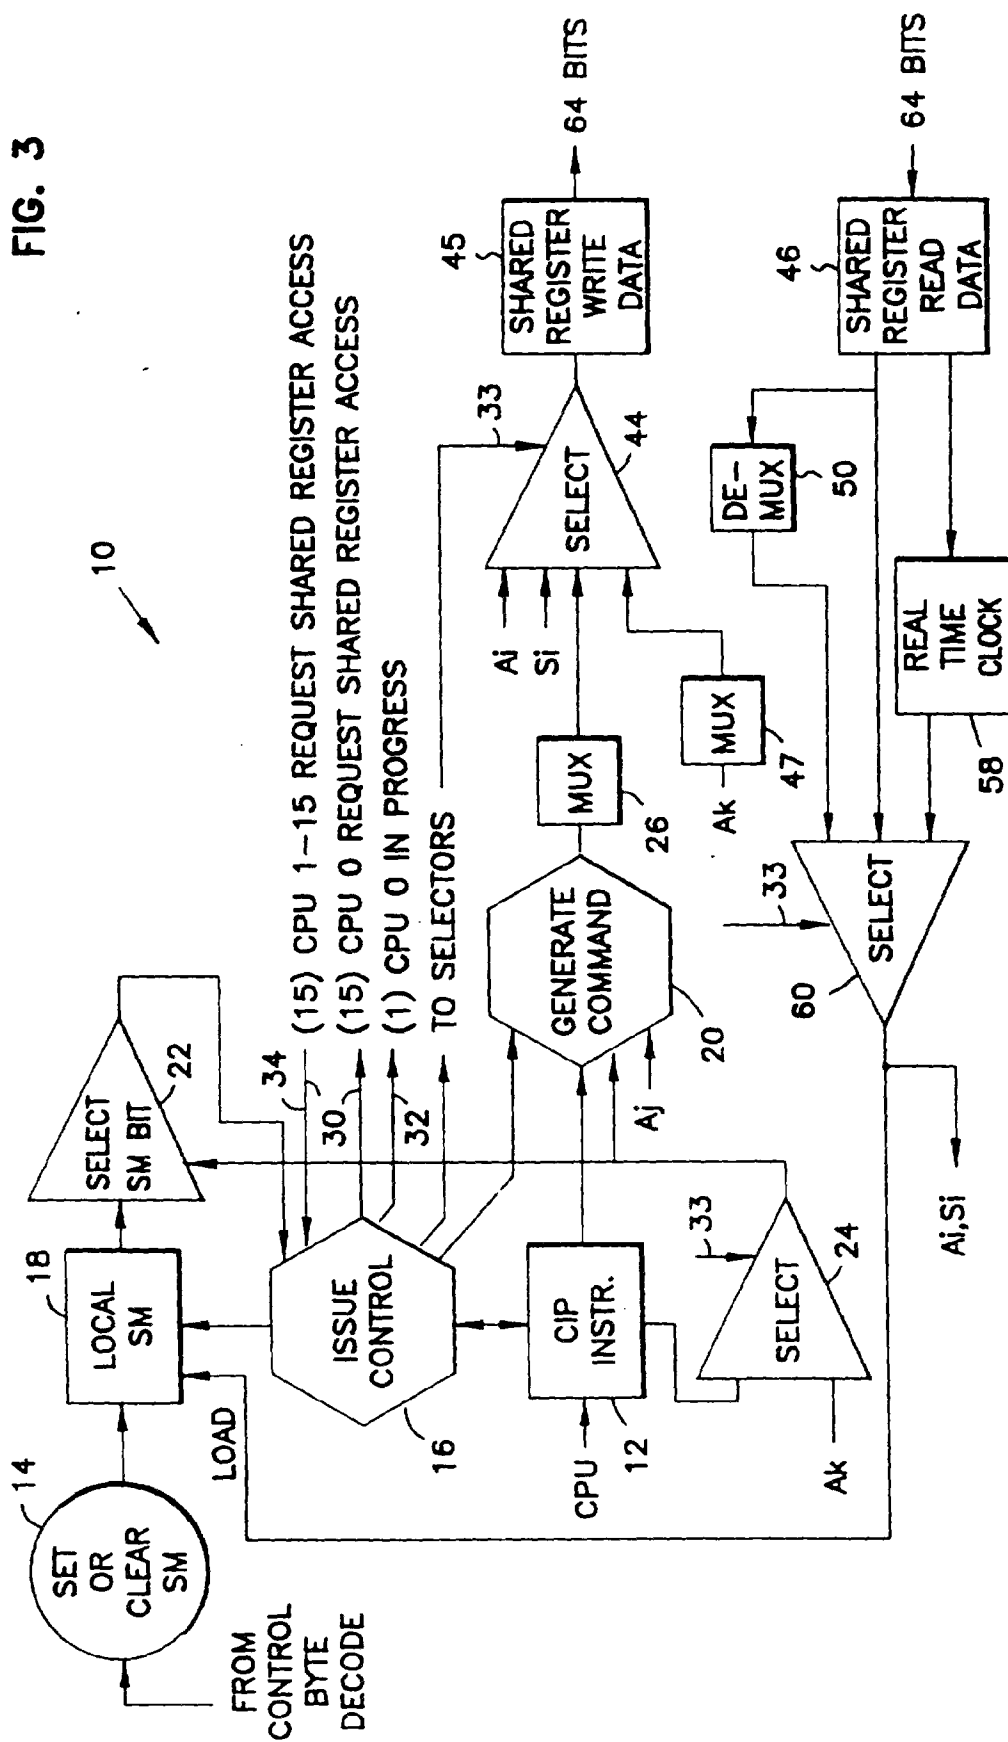 FIG. 3
10
FROM
CONTROL
BYTE
DECODE
SET
OR
CLEAR
SM
14
LOCAL
SM
18
LOAD
SELECT
SM BIT
22
ISSUE
CONTROL
16
34
30
32
(15) CPU 1-15 REQUEST SHARED REGISTER ACCESS
(15) CPU 0 REQUEST SHARED REGISTER ACCESS
(1) CPU 0 IN PROGRESS
TO SELECTORS
33
CPU
CIP
INSTR.
12
GENERATE
COMMAND
20
Aj
MUX
26
Ai
Si
SELECT
44
SHARED
REGISTER
WRITE
DATA
45
64 BITS
Ak
MUX
47
Ak
SELECT
24
33
Ai,Si
SELECT
60
33
DE-
MUX
50
REAL
TIME
CLOCK
58
SHARED
REGISTER
READ
DATA
46
64 BITS